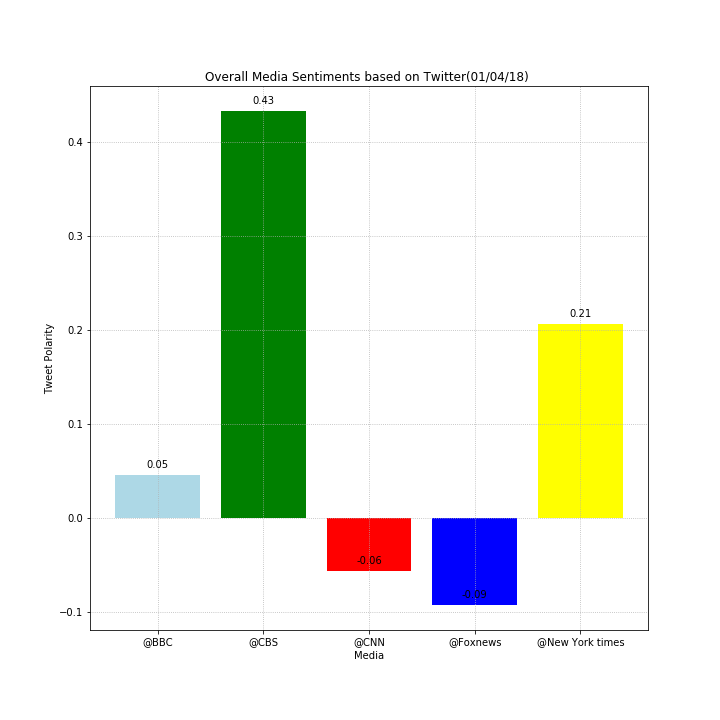 Overall Media Sentiments based on Twitter(01/04/18)
0.43
0.4
0.3
0.21
0.2
Tweet Polarity
0.1
0.05
0.0
-0.06
-0.09
−0.1
@BBC @CBS @CNN @Foxnews @New York times
Media